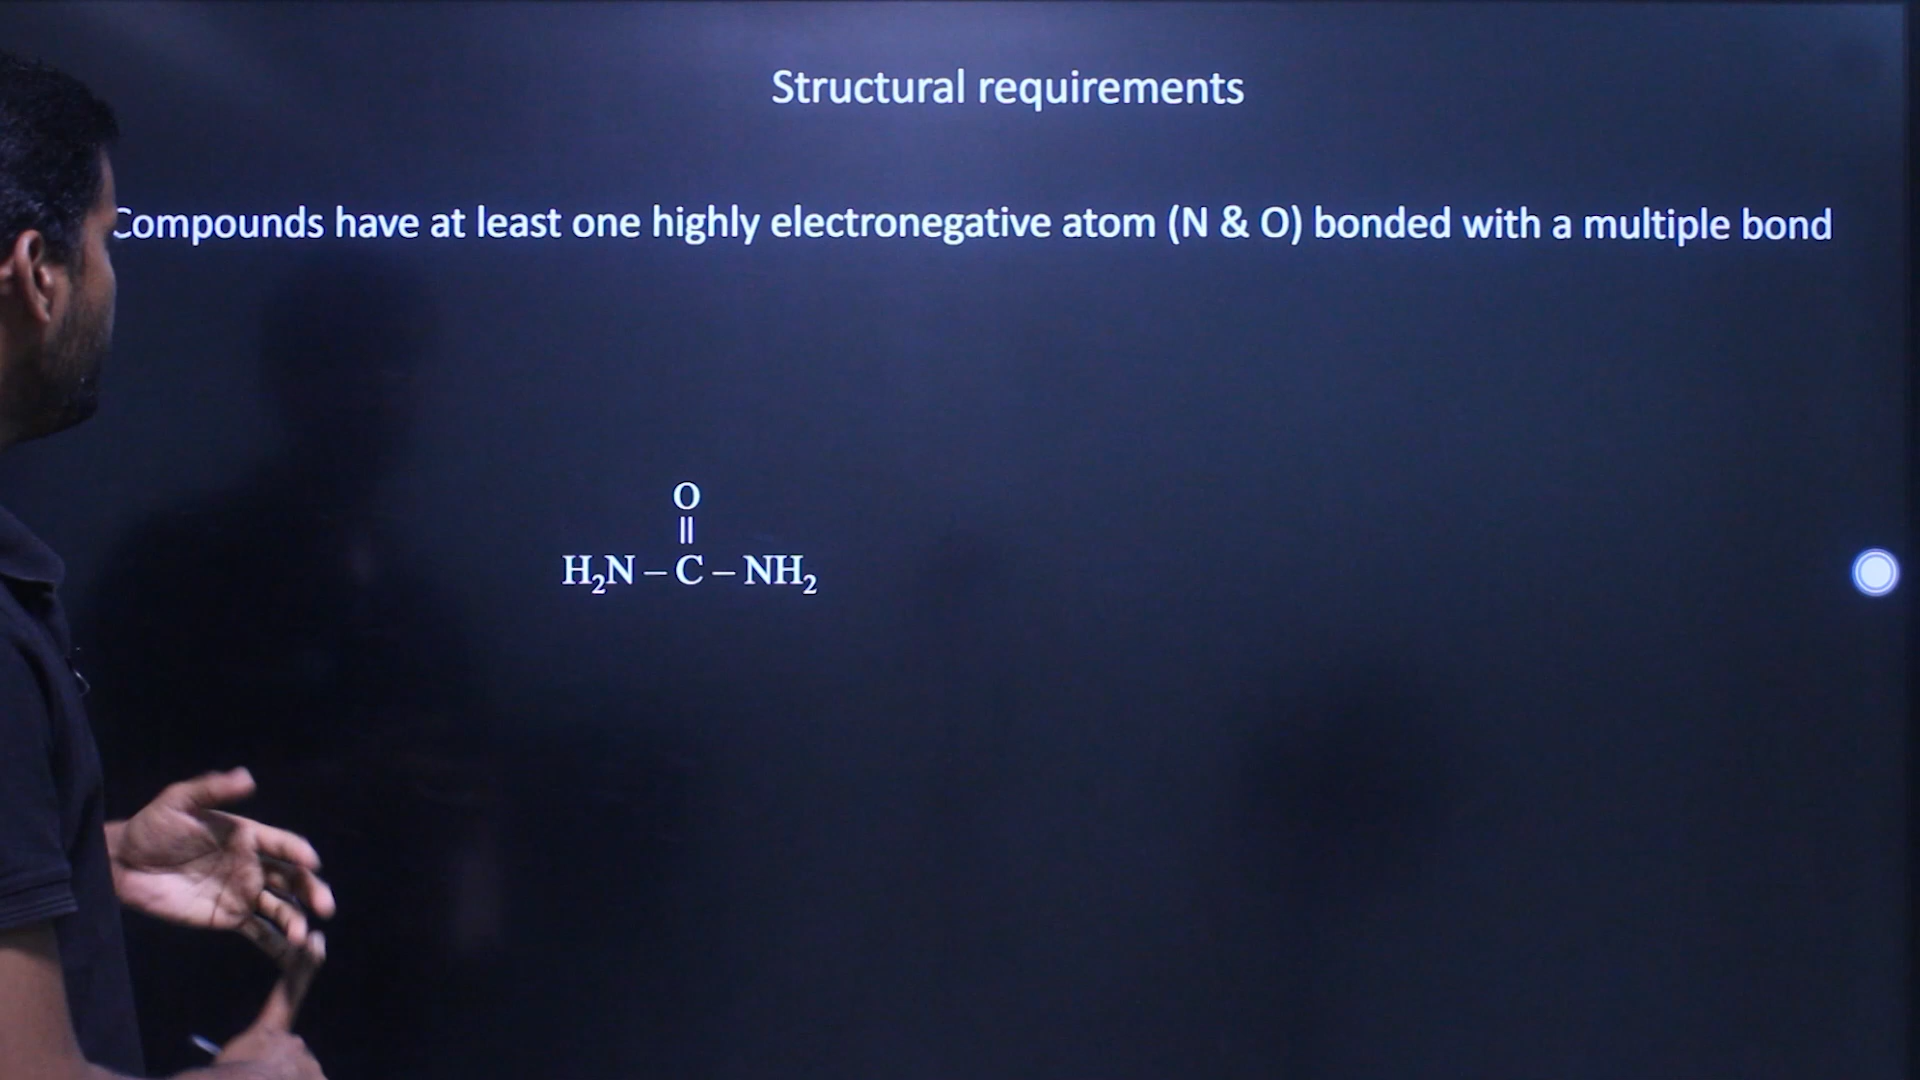 Structural requirements
Compounds have at least one highly electronegative atom (N & O) bonded with a multiple bond
O
||
H₂N – C – NH₂